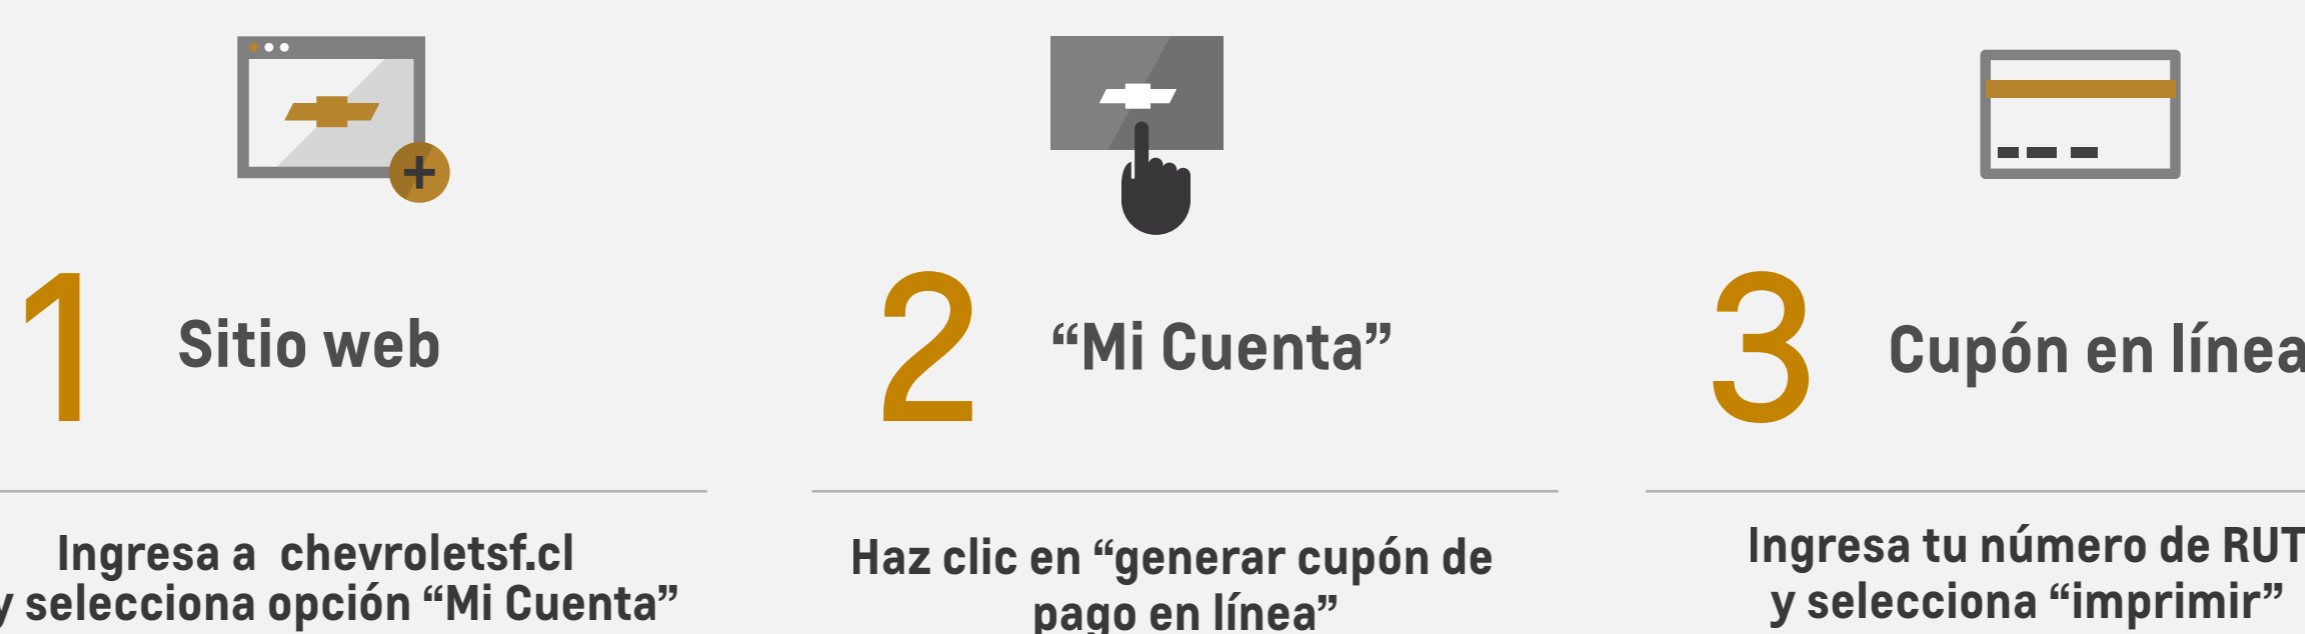 1 Sitio web
Ingresa a chevroletsf.cl
y selecciona opción “Mi Cuenta”
2 “Mi Cuenta”
Haz clic en “generar cupón de
pago en línea”
3 Cupón en línea
Ingresa tu número de RUT
y selecciona “imprimir”